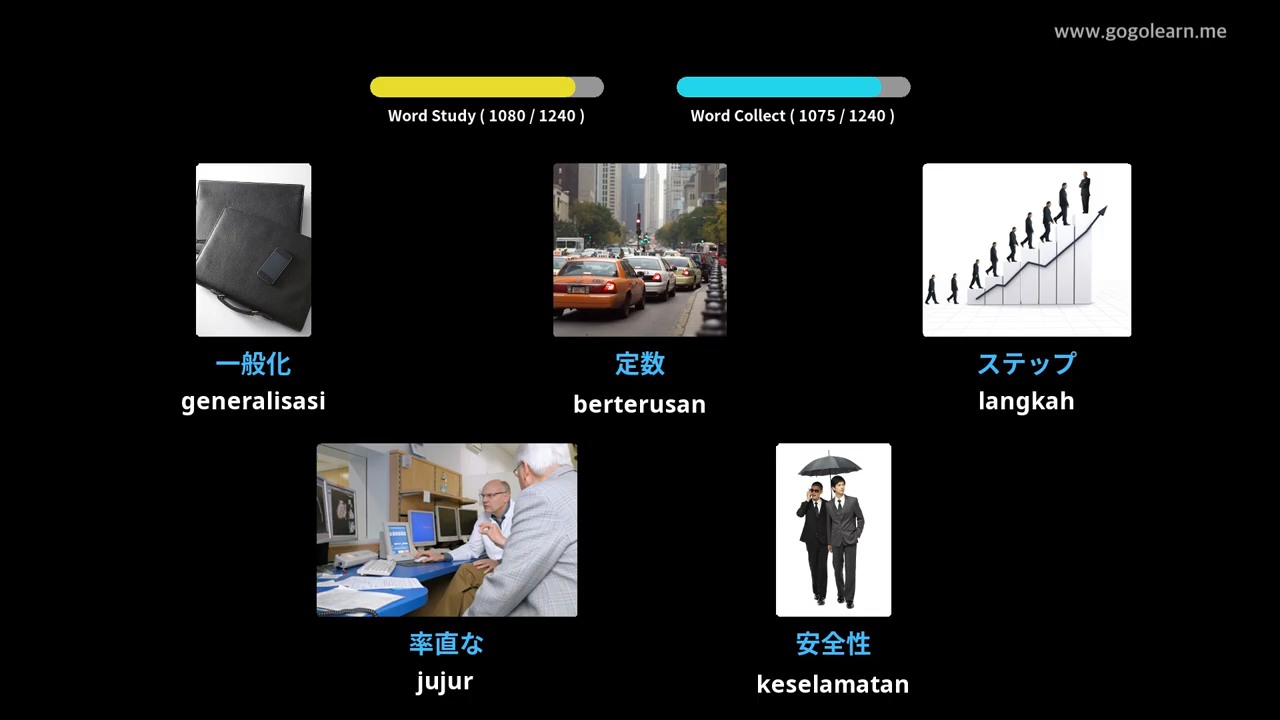 www.gogolearn.me
Word Study ( 1080 / 1240 )
Word Collect ( 1075 / 1240 )
一般化
generalisasi
定数
berterusan
ステップ
langkah
率直な
jujur
安全性
keselamatan